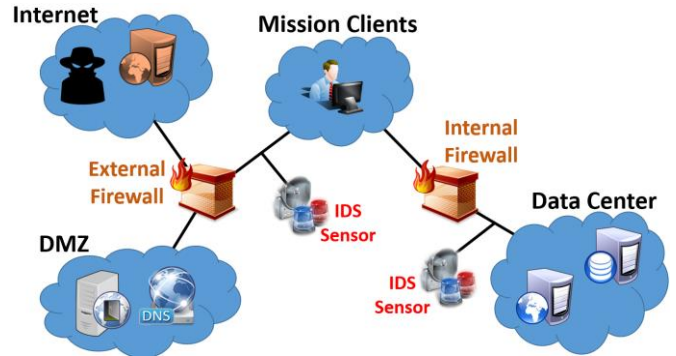 Internet
Mission Clients
External
Firewall
Internal
Firewall
IDS
Sensor
Data Center
DMZ
IDS
Sensor
DNS